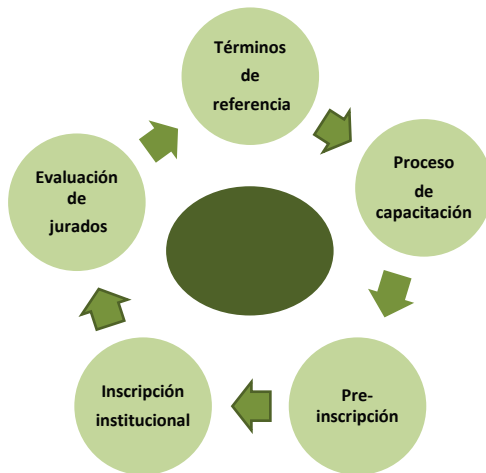 Términos
de
referencia
Proceso
de
capacitación
Pre-
inscripción
Inscripción
institucional
Evaluación
de
jurados